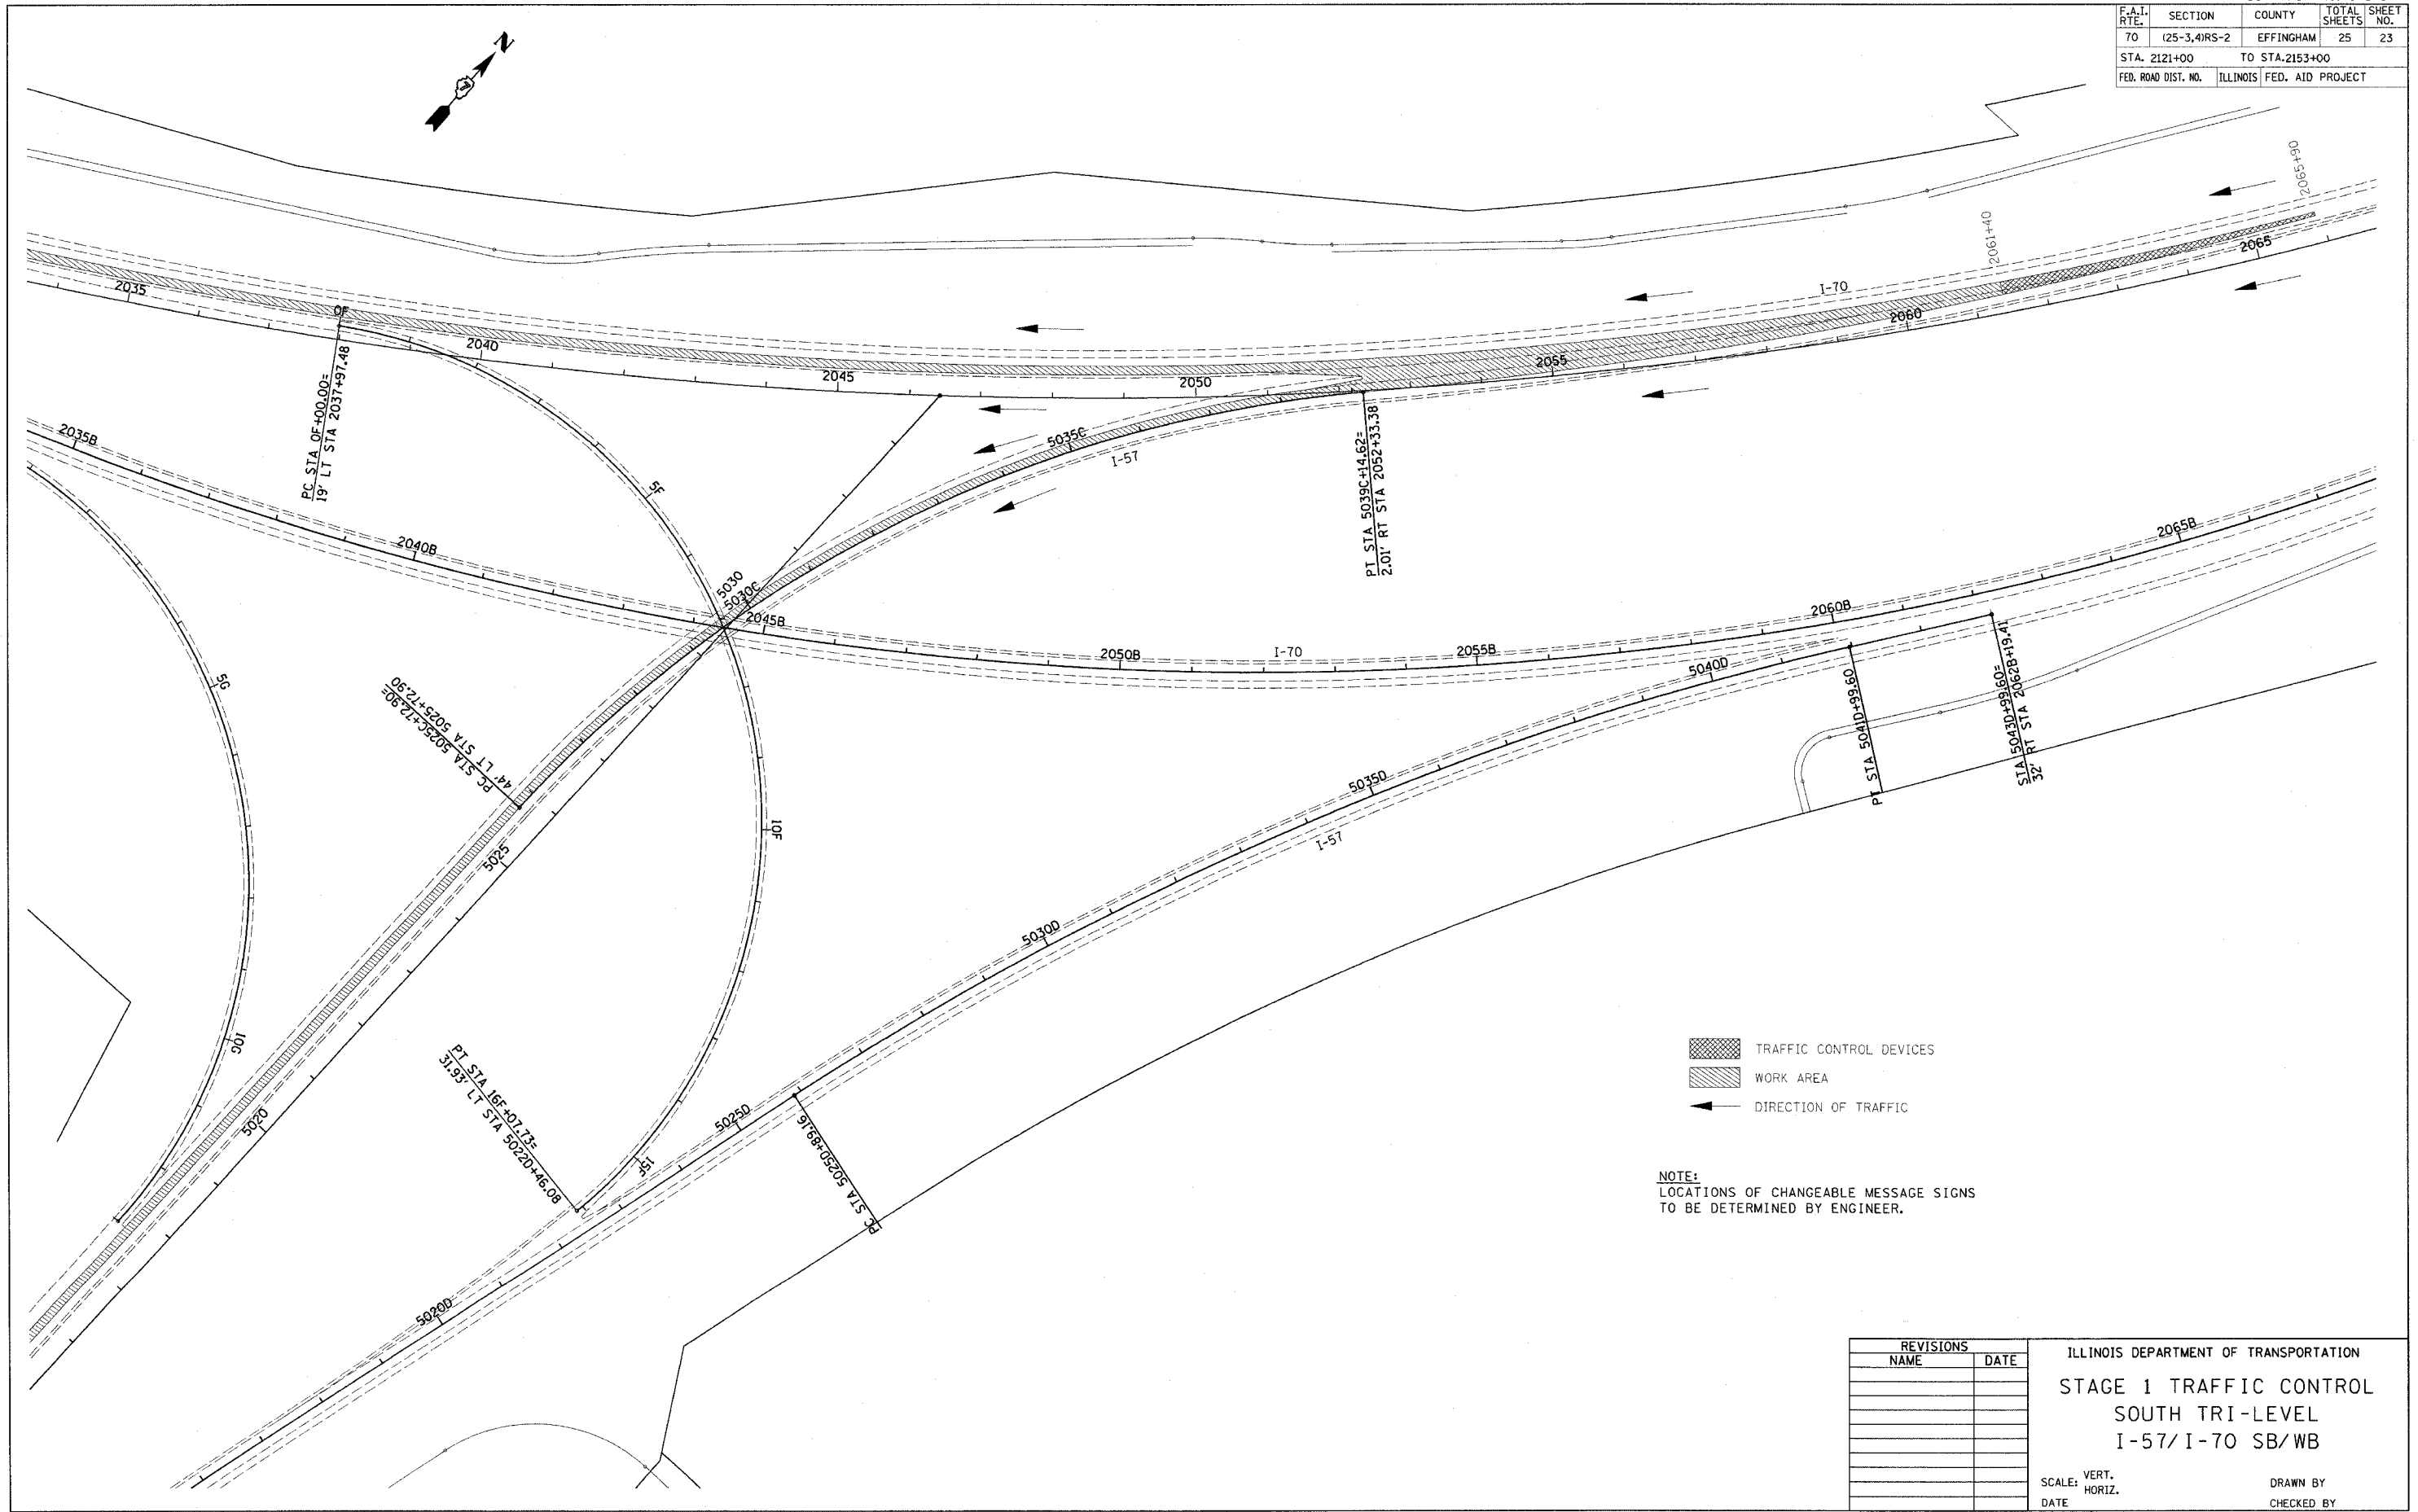 F.A.I. RTE. SECTION COUNTY TOTAL SHEETS SHEET NO.
70 (25-3,4)RS-2 EFFINGHAM 25 23
STA. 2121+00 TO STA.2153+00
FED. ROAD DIST. NO. ILLINOIS FED. AID PROJECT
N
7
2065+90
2061+40
2065
I-70
2060
2055
2050
2045
2040
2035
0F
PC STA 0F+00.00=
19' LT STA 2037+97.48
PT STA 5039C+14.62=
2.01' RT STA 2052+33.38
5035C
I-57
5F
2035B
2040B
5030
5030C
2045B
2050B
I-70
2055B
2060B
2065B
5040D
PT STA 5041D+99.60
STA 5043D+99.60=
32' RT STA 2062B+19.41
PC STA 5025C+72.90=
44' LT STA 5025+72.90
5G
5025
10F
5035D
I-57
5030D
10G
5020
PT STA 16F+07.73=
31.93' LT STA 5022D+46.08
15F
5025D
PC STA 5025D+89.16
5020D
TRAFFIC CONTROL DEVICES
WORK AREA
DIRECTION OF TRAFFIC
NOTE:
LOCATIONS OF CHANGEABLE MESSAGE SIGNS
TO BE DETERMINED BY ENGINEER.
REVISIONS
NAME DATE
ILLINOIS DEPARTMENT OF TRANSPORTATION
STAGE 1 TRAFFIC CONTROL
SOUTH TRI-LEVEL
I-57/I-70 SB/WB
SCALE: VERT.
HORIZ.
DRAWN BY
DATE
CHECKED BY